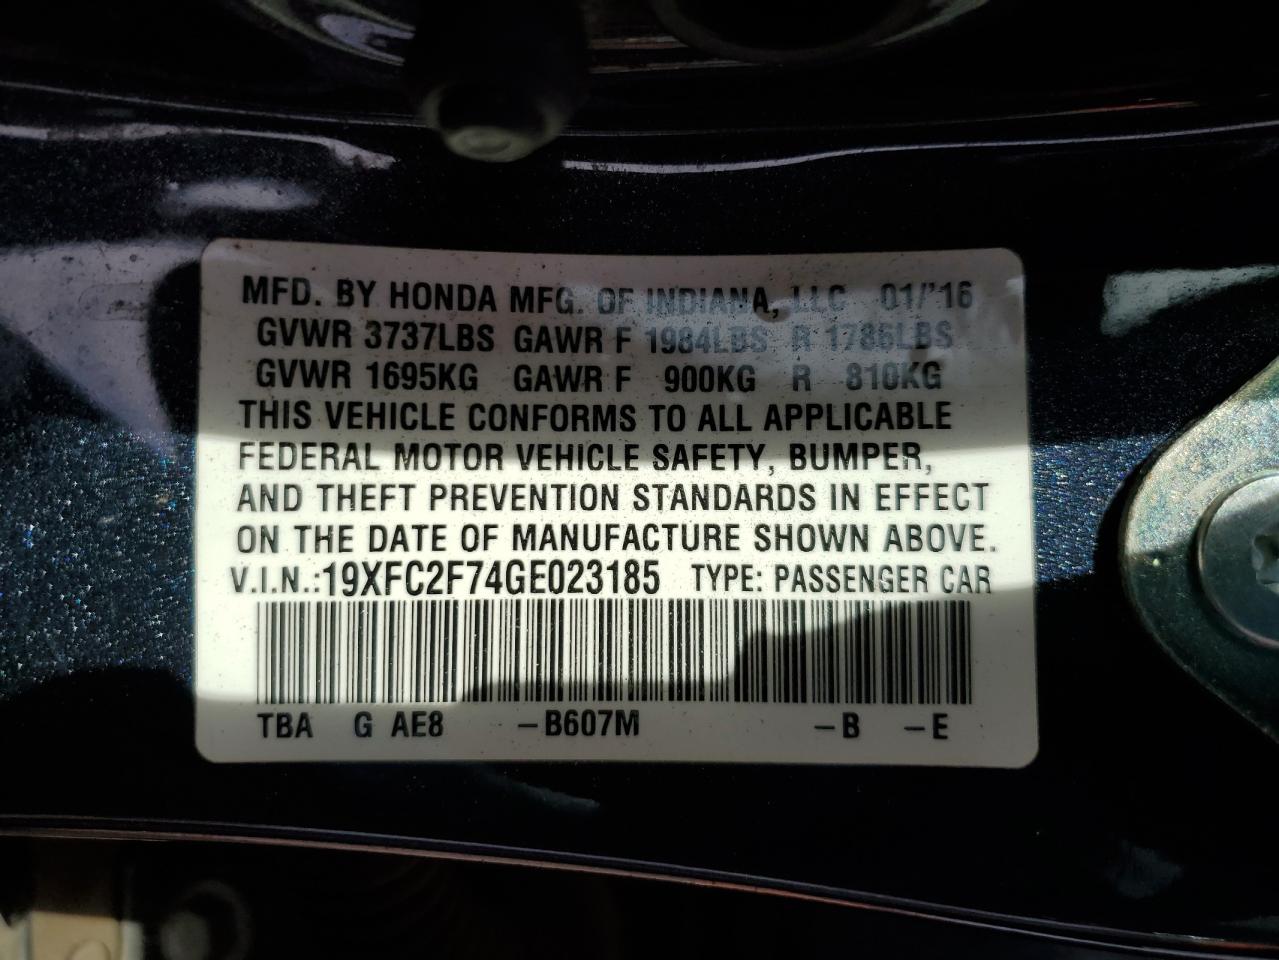 MFD. BY HONDA MFG. OF INDIANA, LLC 01/'16
GVWR 3737LBS GAWR F 1984LBS R 1786LBS
GVWR 1695KG GAWR F 900KG R 810KG
THIS VEHICLE CONFORMS TO ALL APPLICABLE
FEDERAL MOTOR VEHICLE SAFETY, BUMPER,
AND THEFT PREVENTION STANDARDS IN EFFECT
ON THE DATE OF MANUFACTURE SHOWN ABOVE.
V.I.N.:19XFC2F74GE023185 TYPE: PASSENGER CAR
TBA G AE8 –B607M –B –E